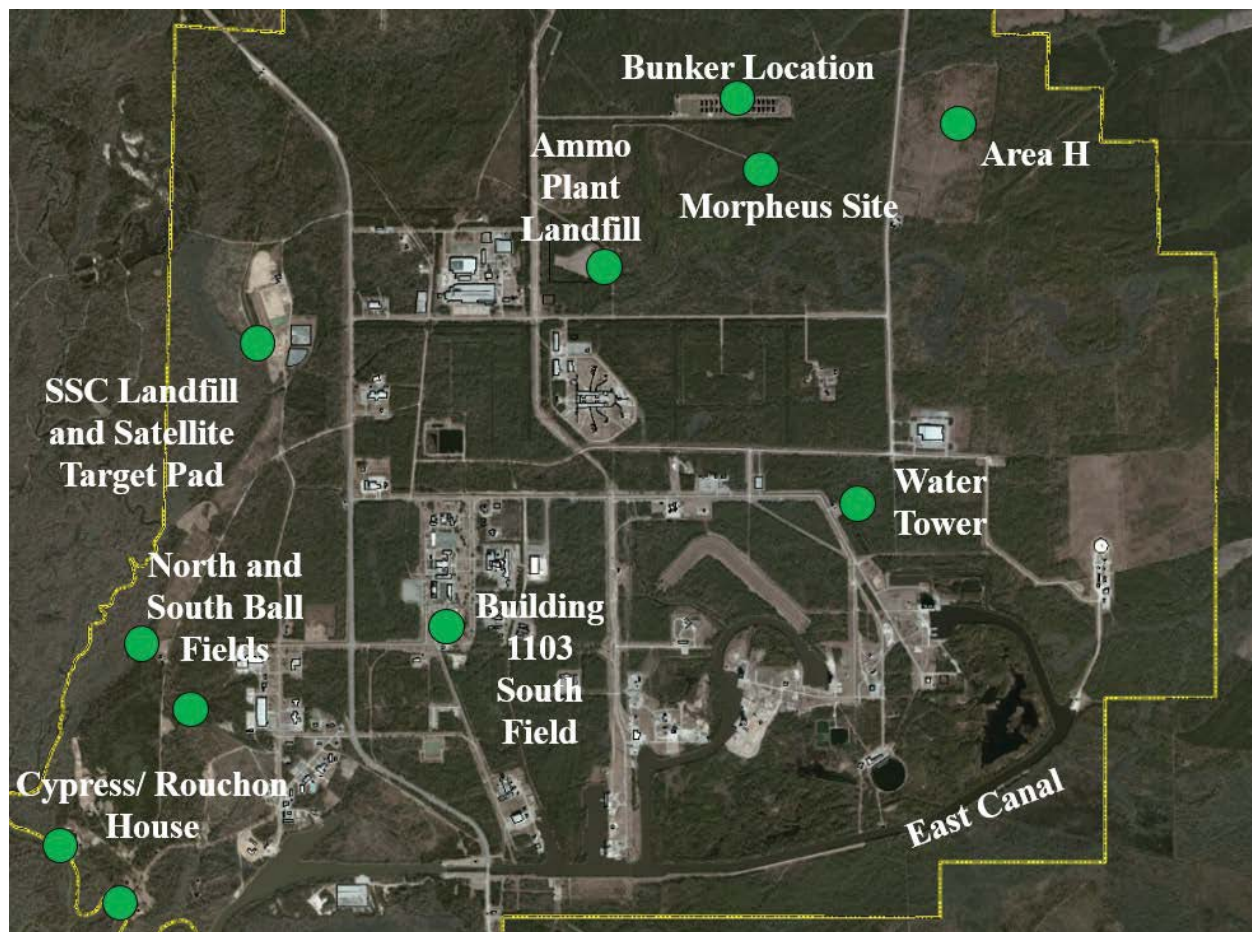 Bunker Location
Ammo
Plant
Landfill
Area H
Morpheus Site
SSC Landfill
and Satellite
Target Pad
Water
Tower
North and
South Ball
Fields
Building
1103
South
Field
Cypress/ Rouchon
House
East Canal